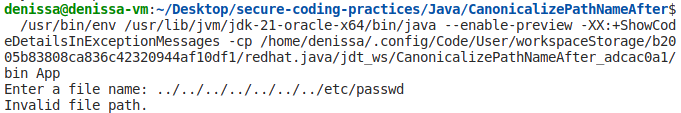 denissa@denissa-vm:~/Desktop/secure-coding-practices/Java/CanonicalizePathNameAfter$
/usr/bin/env /usr/lib/jvm/jdk-21-oracle-x64/bin/java --enable-preview -XX:+ShowCod
eDetailsInExceptionMessages -cp /home/denissa/.config/Code/User/workspaceStorage/b20
05b83808ca836c42320944af10df1/redhat.java/jdt_ws/CanonicalizePathNameAfter_adcac0a1/
bin App
Enter a file name: ../../../../../../../etc/passwd
Invalid file path.